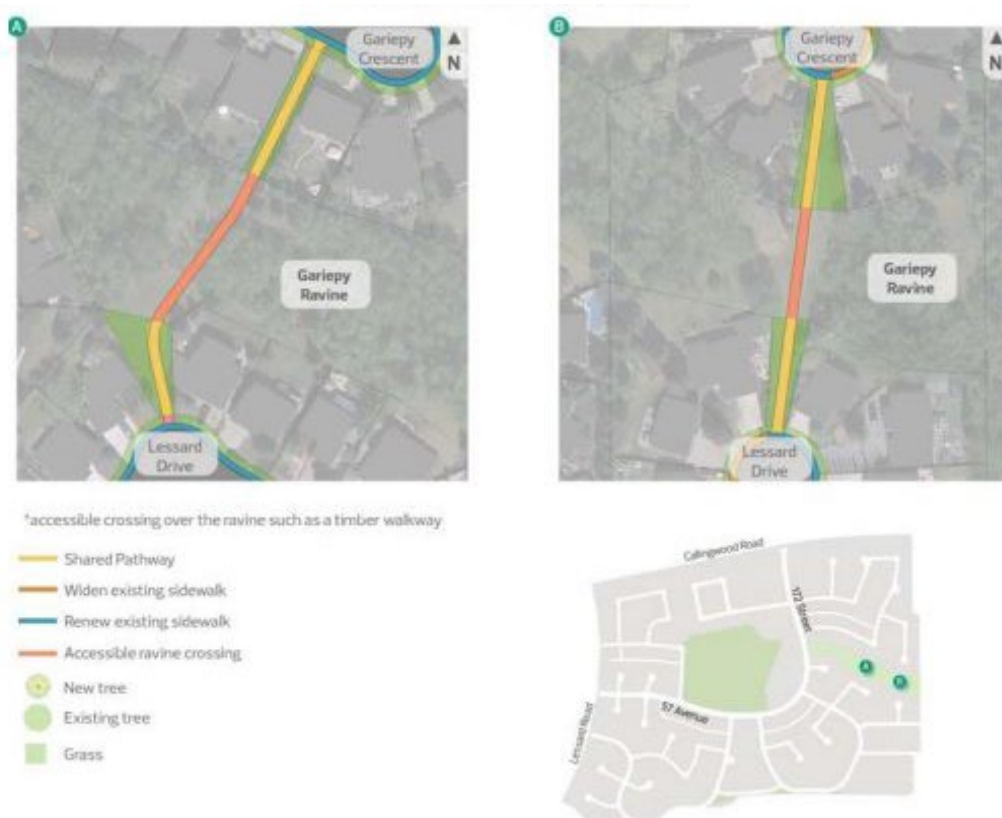 A
Gariepy
Crescent
N
Gariepy
Ravine
Lessard
Drive
B
Gariepy
Crescent
N
Gariepy
Ravine
Lessard
Drive
*accessible crossing over the ravine such as a timber walkway
Shared Pathway
Widen existing sidewalk
Renew existing sidewalk
Accessible ravine crossing
New tree
Existing tree
Grass
Callingwood Road
172 Street
A
B
57 Avenue
Lessard Road